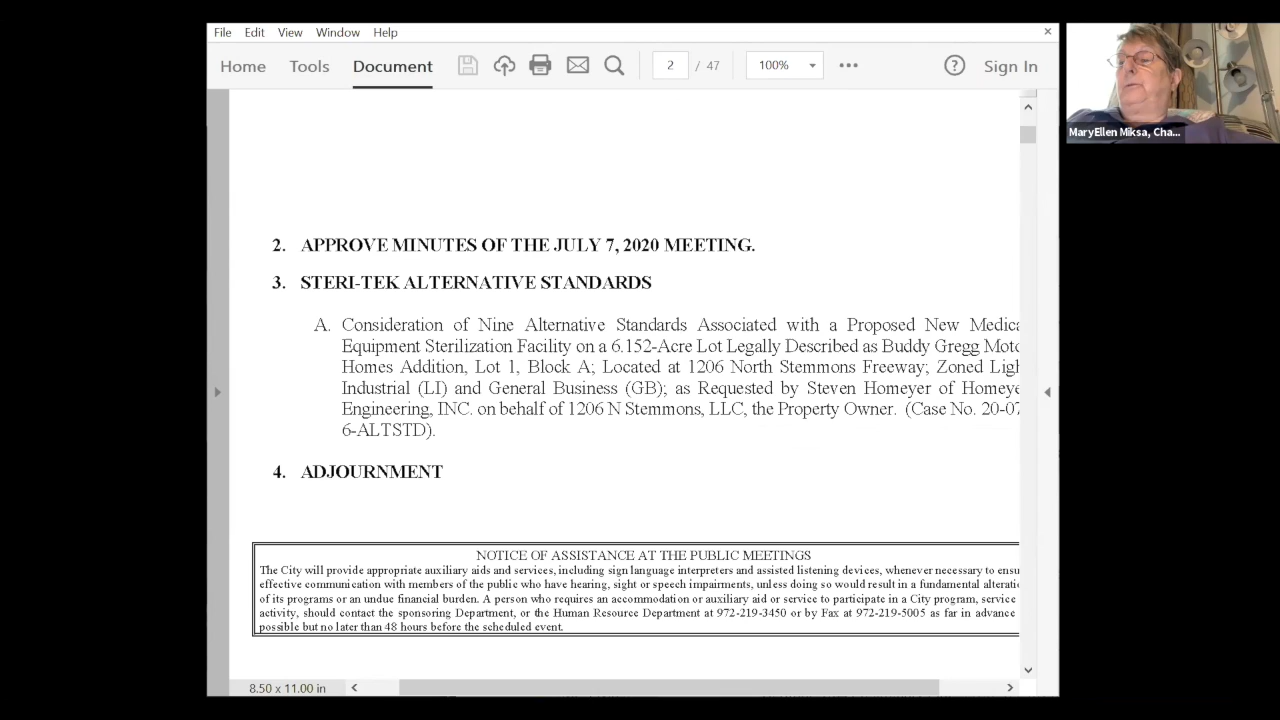 File Edit View Window Help
Home Tools Document 2 / 47 100% Sign In
MaryEllen Miksa, Cha...
2. APPROVE MINUTES OF THE JULY 7, 2020 MEETING.
3. STERI-TEK ALTERNATIVE STANDARDS
A. Consideration of Nine Alternative Standards Associated with a Proposed New Medica
Equipment Sterilization Facility on a 6.152-Acre Lot Legally Described as Buddy Gregg Moto
Homes Addition, Lot 1, Block A; Located at 1206 North Stemmons Freeway; Zoned Ligh
Industrial (LI) and General Business (GB); as Requested by Steven Homeyer of Homeye
Engineering, INC. on behalf of 1206 N Stemmons, LLC, the Property Owner. (Case No. 20-07
6-ALTSTD).
4. ADJOURNMENT
NOTICE OF ASSISTANCE AT THE PUBLIC MEETINGS
The City will provide appropriate auxiliary aids and services, including sign language interpreters and assisted listening devices, whenever necessary to ensu
effective communication with members of the public who have hearing, sight or speech impairments, unless doing so would result in a fundamental alteratio
of its programs or an undue financial burden. A person who requires an accommodation or auxiliary aid or service to participate in a City program, service
activity, should contact the sponsoring Department, or the Human Resource Department at 972-219-3450 or by Fax at 972-219-5005 as far in advance
possible but no later than 48 hours before the scheduled event.
8.50 x 11.00 in